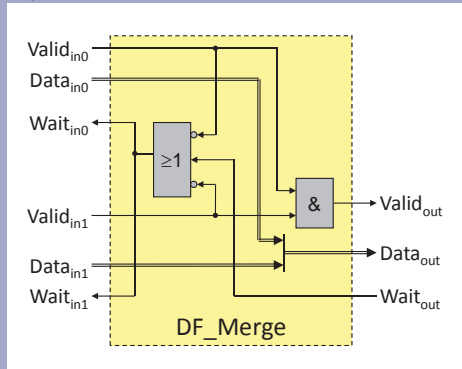 Valid_in0
Data_in0
Wait_in0
≥1
&
Valid_in1
Valid_out
Data_out
Data_in1
Wait_in1
Wait_out
DF_Merge